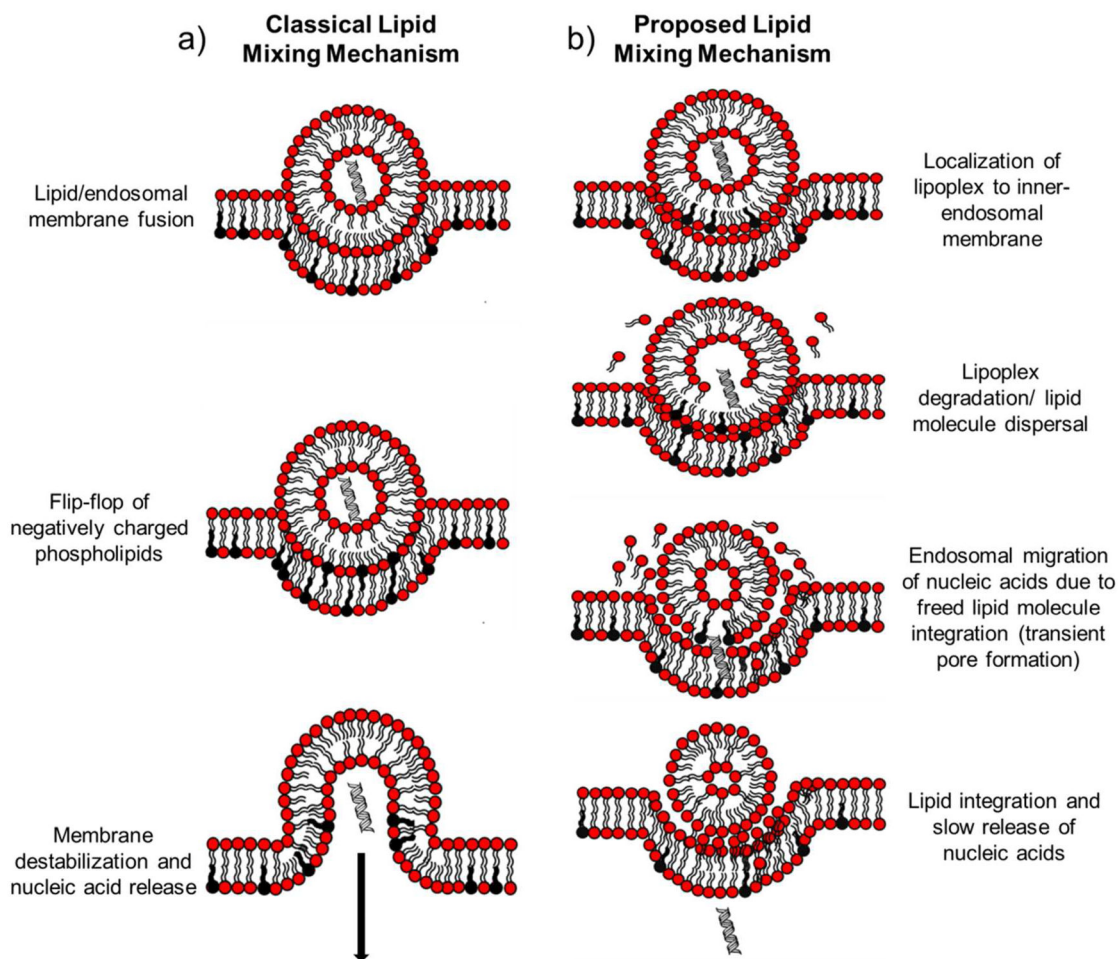 a)
Classical Lipid
Mixing Mechanism
Lipid/endosomal
membrane fusion
Flip-flop of
negatively charged
phospholipids
Membrane
destabilization and
nucleic acid release
b)
Proposed Lipid
Mixing Mechanism
Localization of
lipoplex to inner-
endosomal
membrane
Lipoplex
degradation/ lipid
molecule dispersal
Endosomal migration
of nucleic acids due to
freed lipid molecule
integration (transient
pore formation)
Lipid integration and
slow release of
nucleic acids